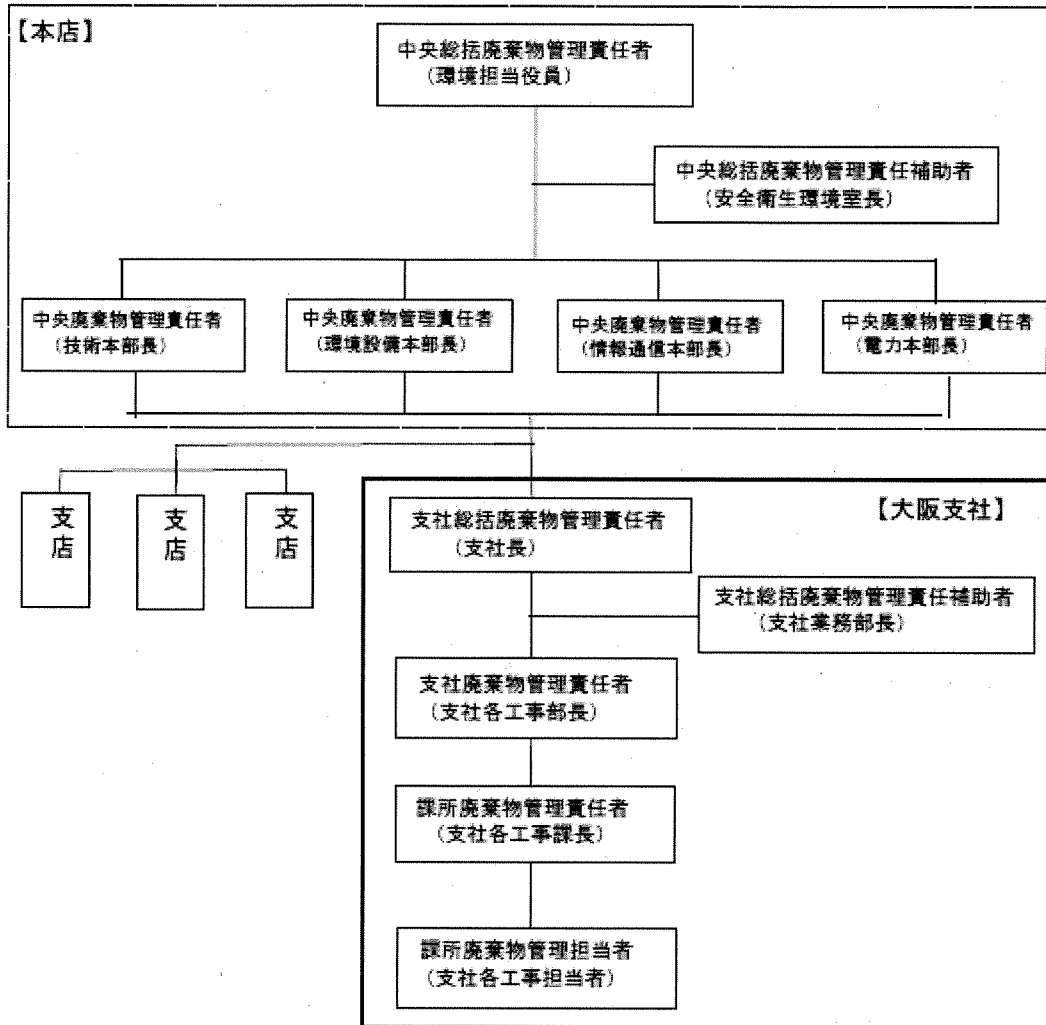 【本店】
中央総括廃棄物管理責任者
(環境担当役員)
中央総括廃棄物管理責任補助者
(安全衛生環境室長)
中央廃棄物管理責任者
(技術本部長)
中央廃棄物管理責任者
(環境設備本部長)
中央廃棄物管理責任者
(情報通信本部長)
中央廃棄物管理責任者
(電力本部長)
支店
支店
支店
【大阪支社】
支社総括廃棄物管理責任者
(支社長)
支社総括廃棄物管理責任補助者
(支社業務部長)
支社廃棄物管理責任者
(支社各工事部長)
課所廃棄物管理責任者
(支社各工事課長)
課所廃棄物管理担当者
(支社各工事担当者)